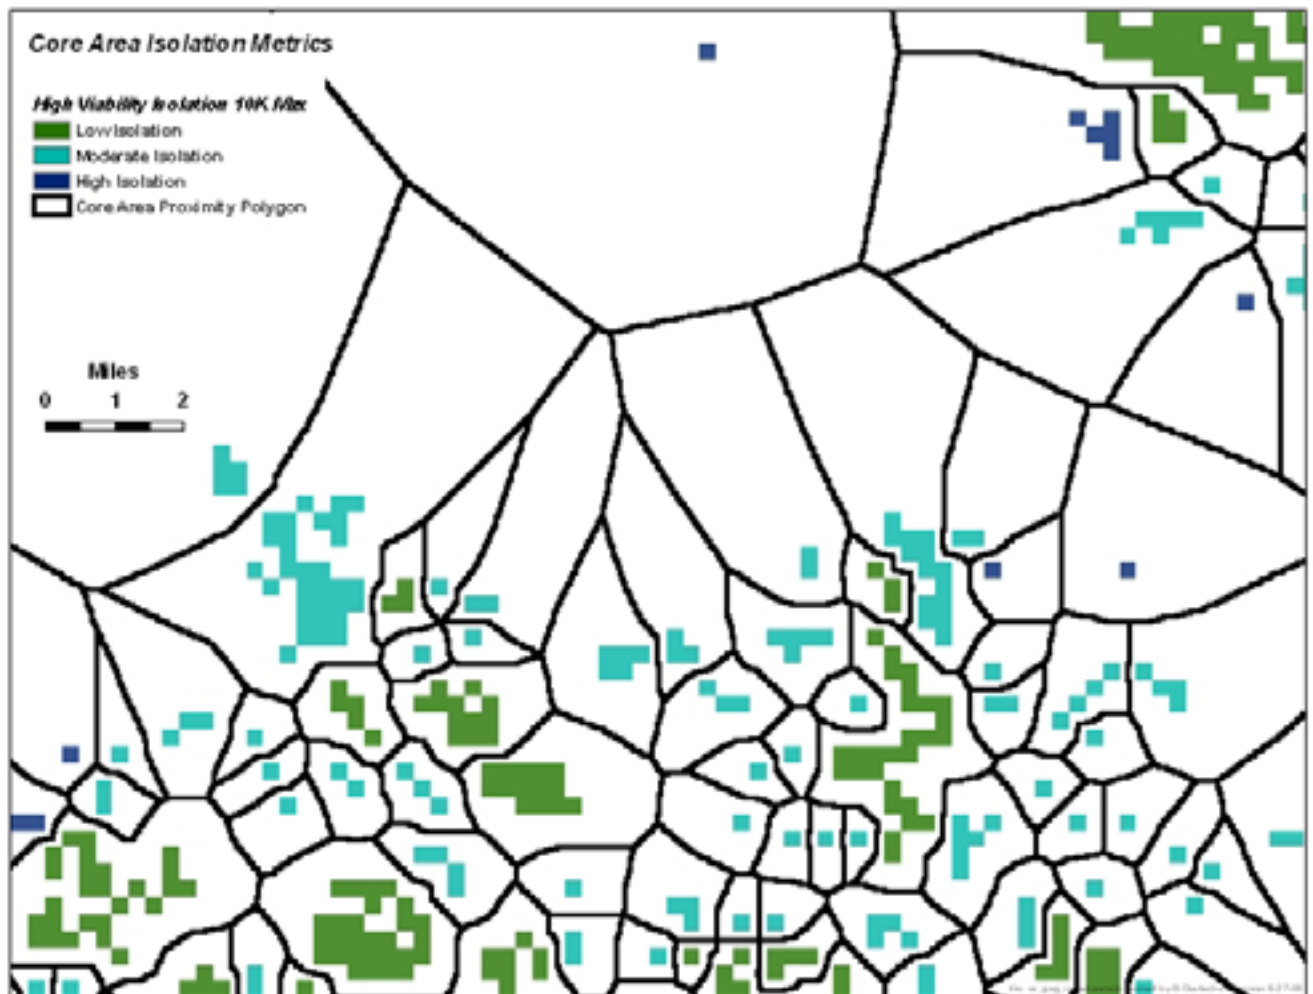 Core Area Isolation Metrics
High Viability Isolation 10K Max
Low Isolation
Moderate Isolation
High Isolation
Core Area Proximity Polygon
Miles
0 1 2